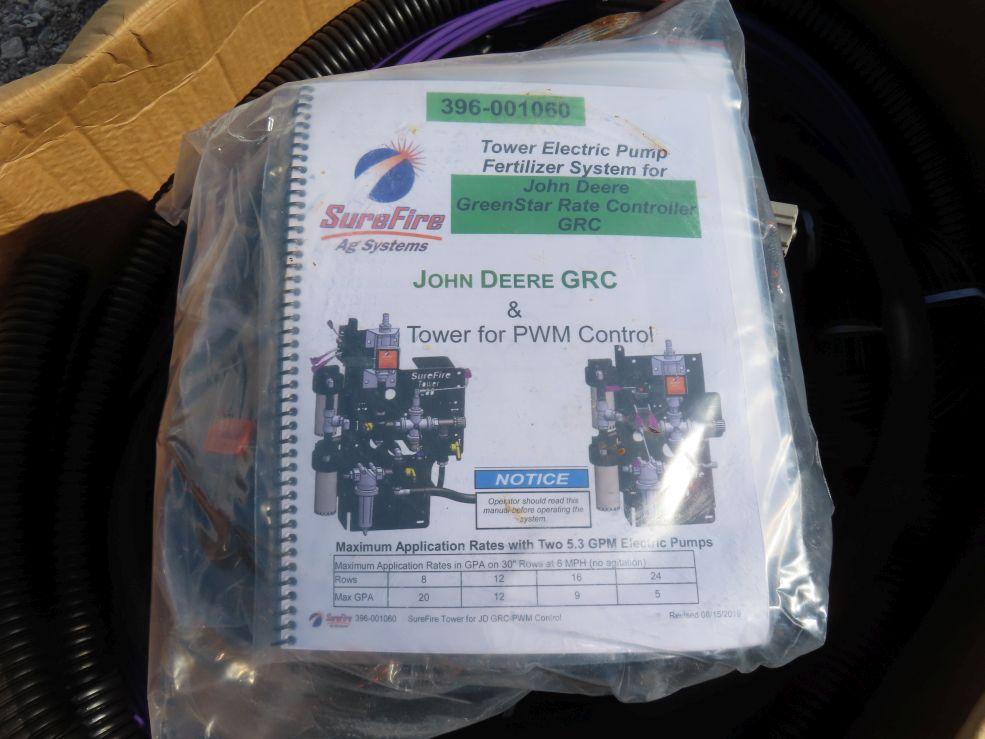 396-001060
Tower Electric Pump
Fertilizer System for
John Deere
GreenStar Rate Controller
GRC
SureFire
Ag Systems
JOHN DEERE GRC
&
Tower for PWM Control
SureFire
Tower
NOTICE
Operator should read this
manual before operating the
system.
Maximum Application Rates with Two 5.3 GPM Electric Pumps
Maximum Application Rates in GPA on 30" Rows at 6 MPH (no agitation)
Rows 8 12 16 24
Max GPA 20 12 9 5
SureFire 396-001060 SureFire Tower for JD GRC-PWM Control Revised 08/15/2019